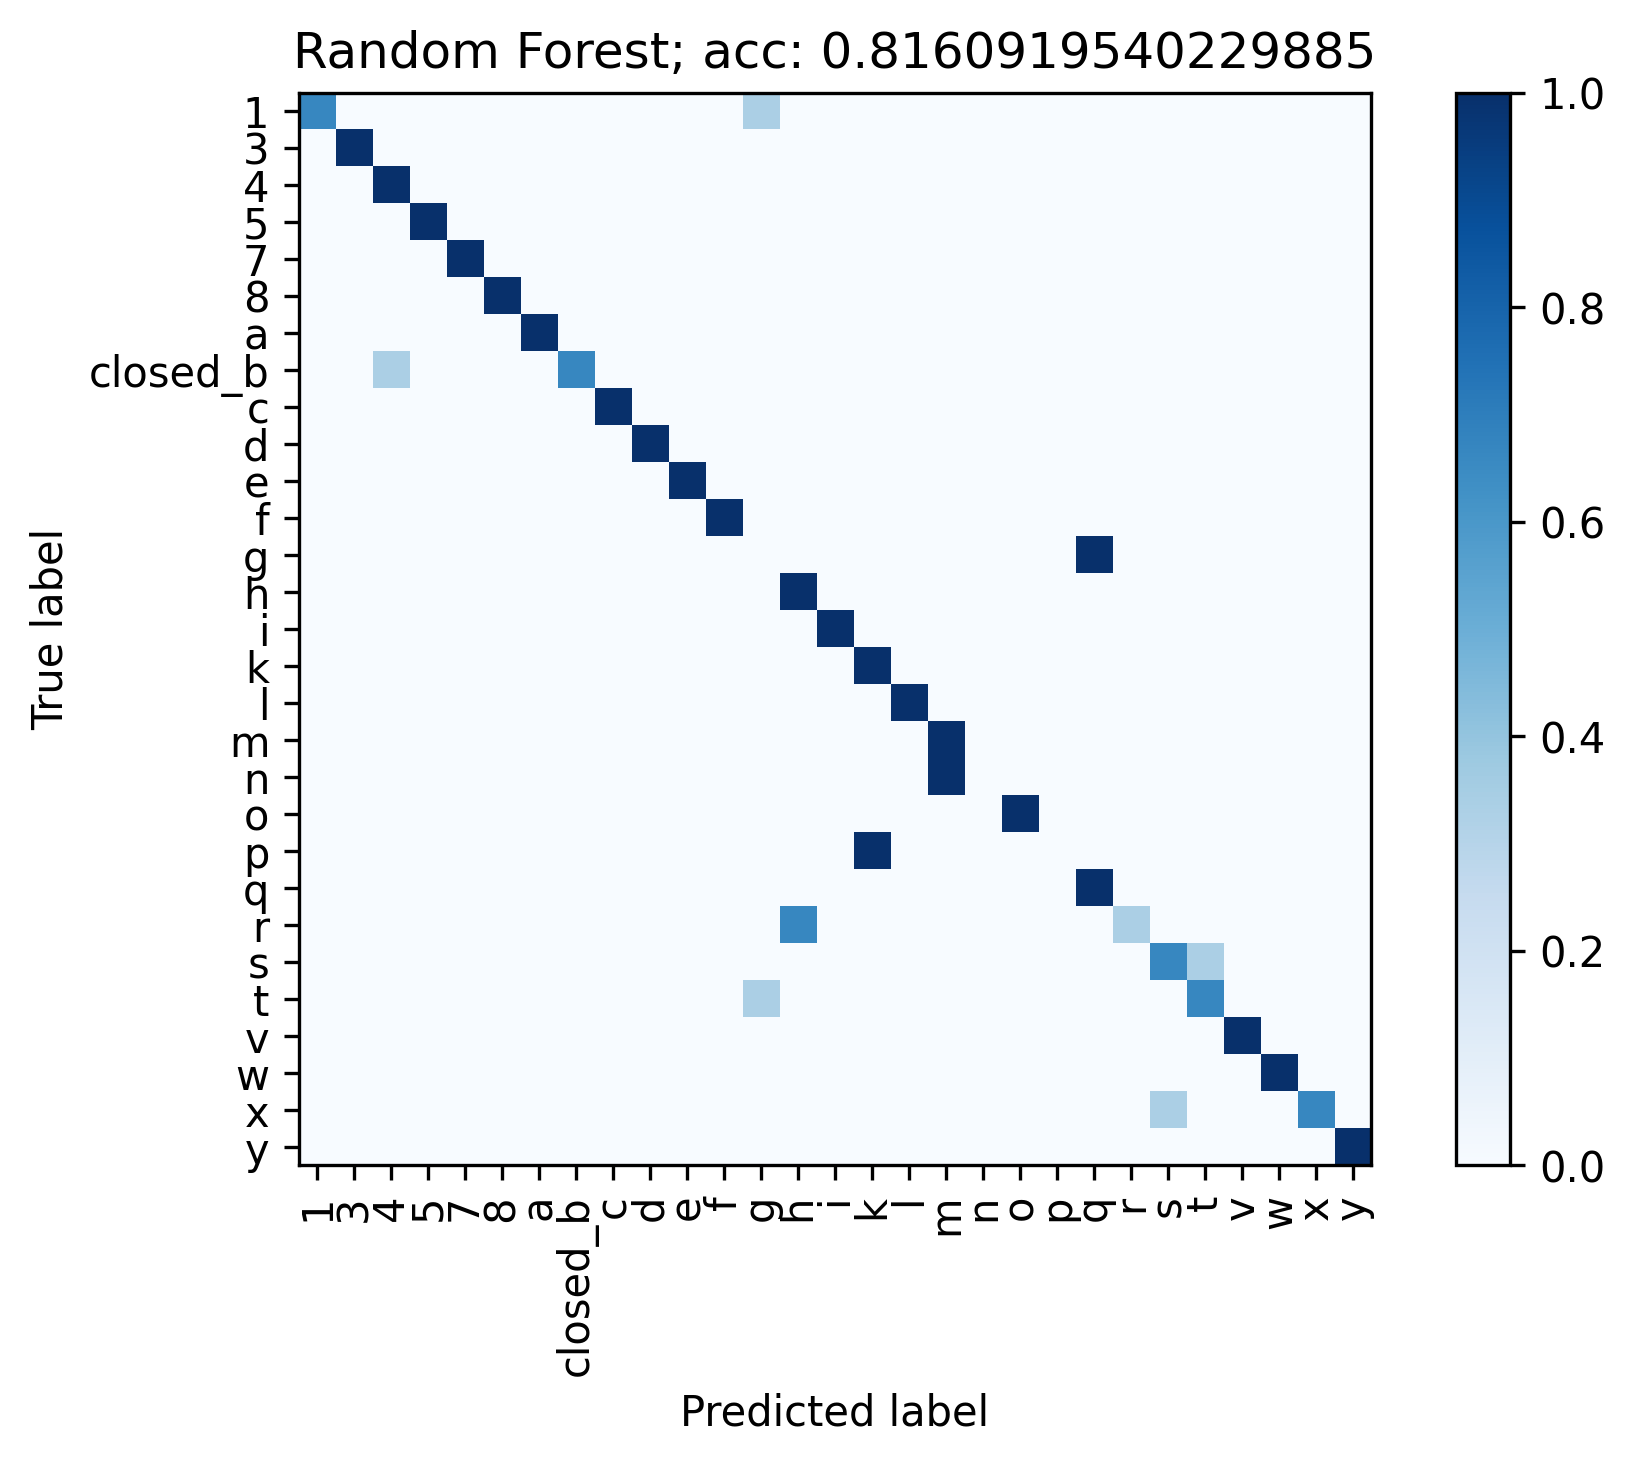 Random Forest; acc: 0.8160919540229885
1
3
4
5
7
8
a
closed_b
c
d
e
f
g
h
i
k
l
m
n
o
p
q
r
s
t
v
w
x
y
True label
1
3
4
5
7
8
a
closed_b
c
d
e
f
g
h
i
k
l
m
n
o
p
q
r
s
t
v
w
x
y
Predicted label
1.0
0.8
0.6
0.4
0.2
0.0